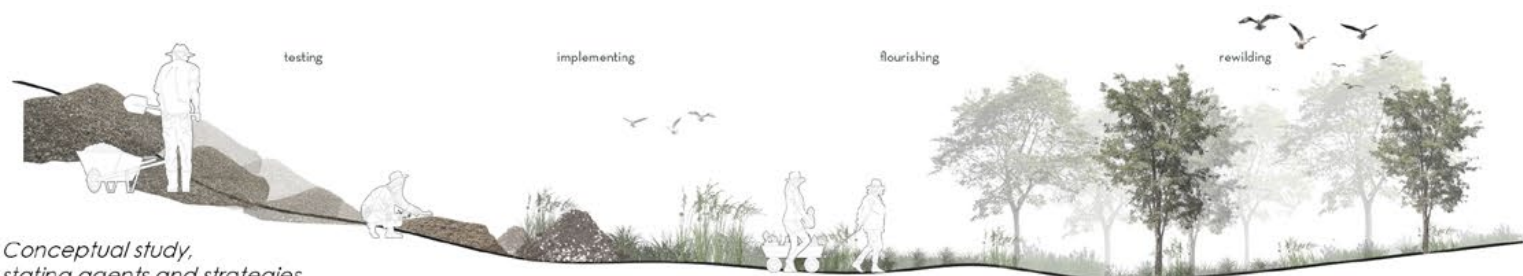 testing
implementing
flourishing
rewilding
Conceptual study,
stating agents and strategies